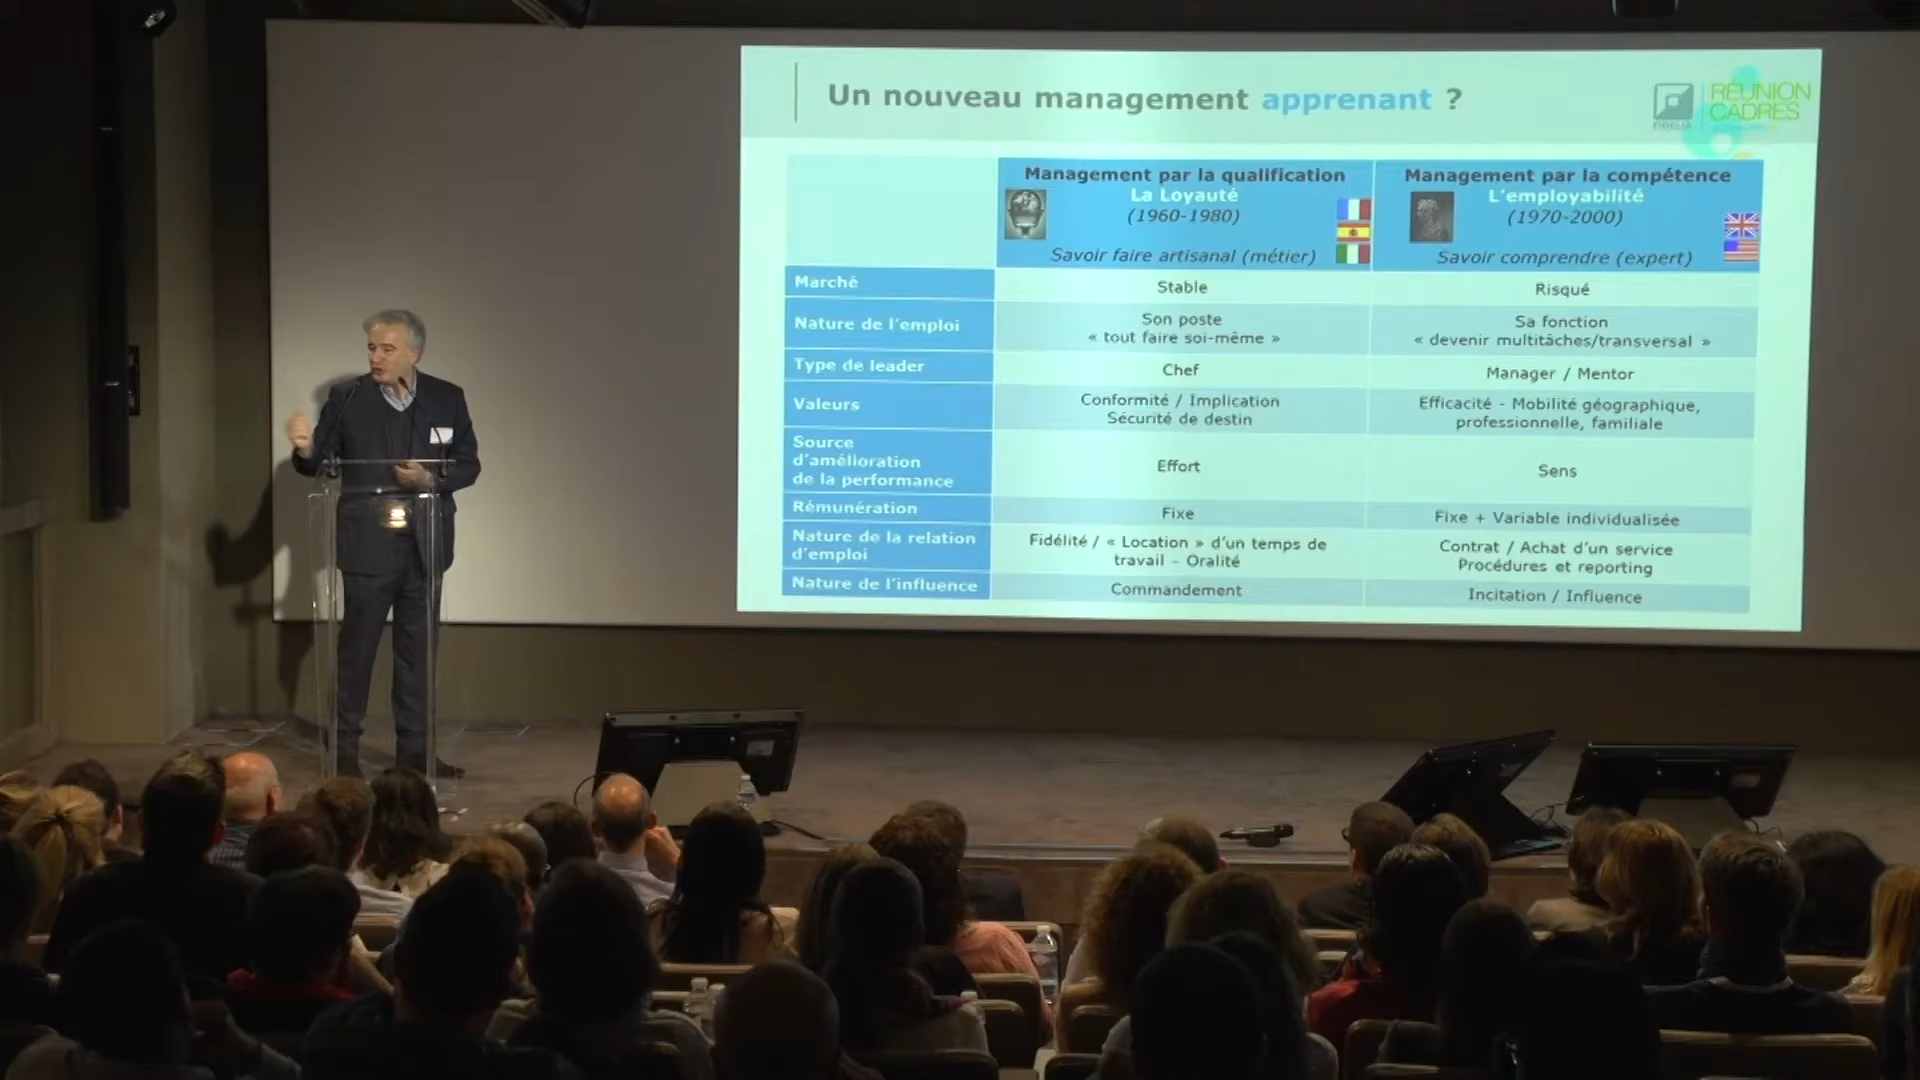 Un nouveau management apprenant ?
RÉUNION
CADRES
FIDELIA
Management par la qualification
La Loyauté
(1960-1980)
Savoir faire artisanal (métier)
Management par la compétence
L'employabilité
(1970-2000)
Savoir comprendre (expert)
Marché
Stable
Risqué
Nature de l'emploi
Son poste
« tout faire soi-même »
Sa fonction
« devenir multitâches/transversal »
Type de leader
Chef
Manager / Mentor
Valeurs
Conformité / Implication
Sécurité de destin
Efficacité - Mobilité géographique,
professionnelle, familiale
Source
d'amélioration
de la performance
Effort
Sens
Rémunération
Fixe
Fixe + Variable individualisée
Nature de la relation
d'emploi
Fidélité / « Location » d'un temps de
travail – Oralité
Contrat / Achat d'un service
Procédures et reporting
Nature de l'influence
Commandement
Incitation / Influence